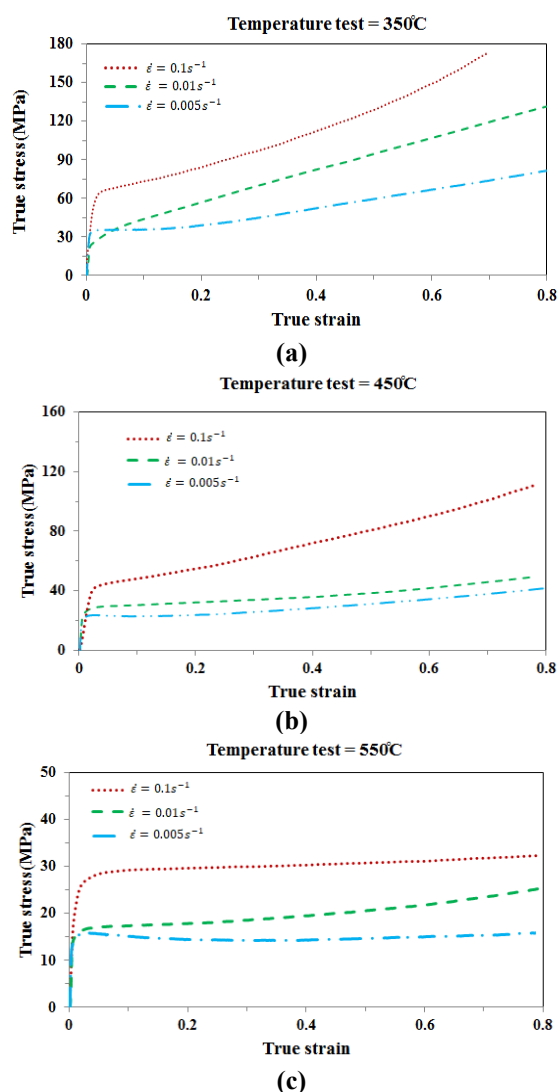 Temperature test = 350℃
True stress(MPa)
180
150
120
90
60
30
0
ε̇ = 0.1s⁻¹
ε̇ = 0.01s⁻¹
ε̇ = 0.005s⁻¹
0 0.2 0.4 0.6 0.8
True strain
(a)
Temperature test = 450℃
True stress(MPa)
160
120
80
40
0
ε̇ = 0.1s⁻¹
ε̇ = 0.01s⁻¹
ε̇ = 0.005s⁻¹
0 0.2 0.4 0.6 0.8
True strain
(b)
Temperature test = 550℃
True stress(MPa)
50
40
30
20
10
0
ε̇ = 0.1s⁻¹
ε̇ = 0.01s⁻¹
ε̇ = 0.005s⁻¹
0 0.2 0.4 0.6 0.8
True strain
(c)